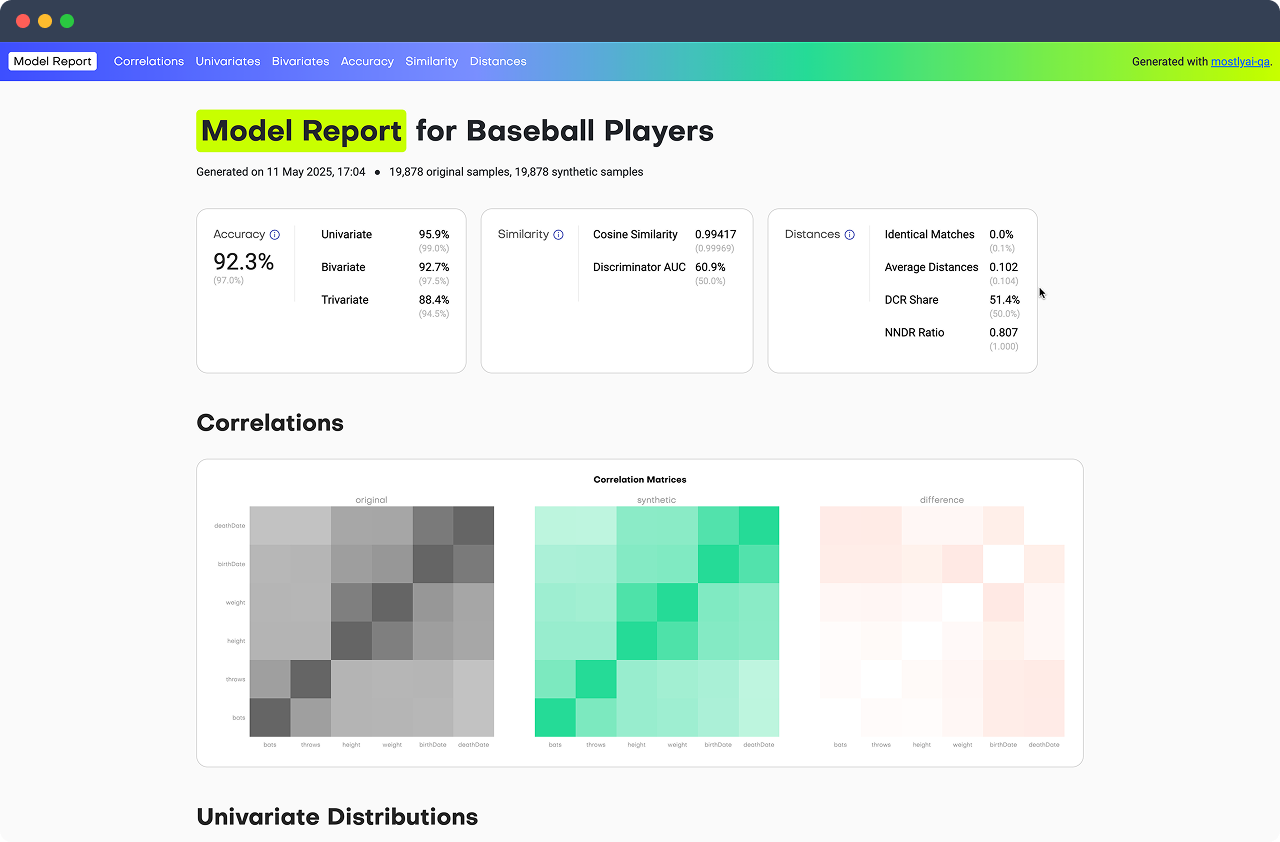 Model Report Correlations Univariates Bivariates Accuracy Similarity Distances Generated with mostlyai-qa.
Model Report for Baseball Players
Generated on 11 May 2025, 17:04 ● 19,878 original samples, 19,878 synthetic samples
Accuracy
92.3%
(97.0%)
Univariate 95.9%
(99.0%)
Bivariate 92.7%
(97.5%)
Trivariate 88.4%
(94.5%)
Similarity
Cosine Similarity 0.99417
(0.99969)
Discriminator AUC 60.9%
(50.0%)
Distances
Identical Matches 0.0%
(0.1%)
Average Distances 0.102
(0.104)
DCR Share 51.4%
(50.0%)
NNDR Ratio 0.807
(1.000)
Correlations
Correlation Matrices
original synthetic difference
deathDate
birthDate
weight
height
throws
bats
bats throws height weight birthDate deathDate bats throws height weight birthDate deathDate bats throws height weight birthDate deathDate
Univariate Distributions